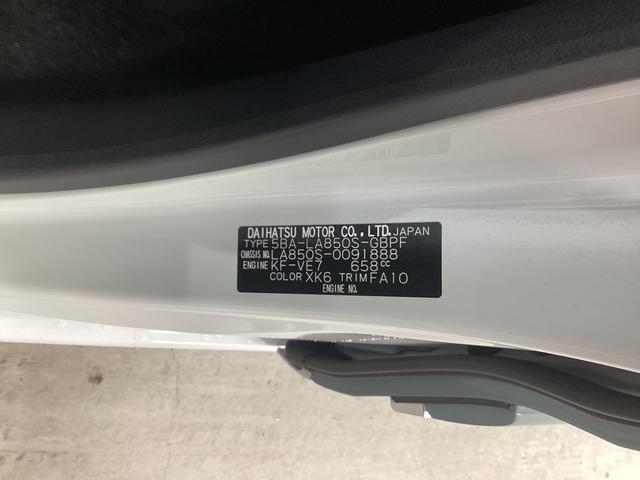 DAIHATSU MOTOR CO., LTD. JAPAN
TYPE 5BA-LA850S-GBPF
CHASSIS NO. LA850S-0091888
ENGINE KF-VE7 658cc
COLOR XK6 TRIM FA10
ENGINE NO.